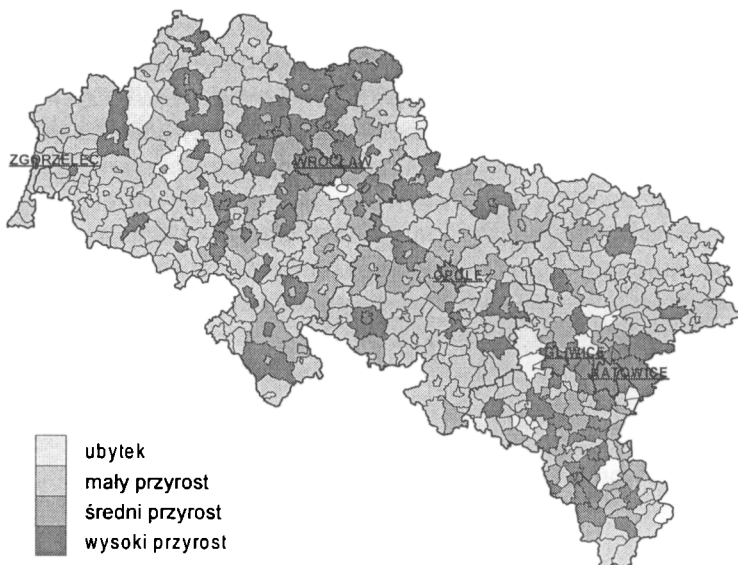 ZGORZELEC
WROCŁAW
OPOLE
GLIWICE
KATOWICE
ubytek
mały przyrost
średni przyrost
wysoki przyrost